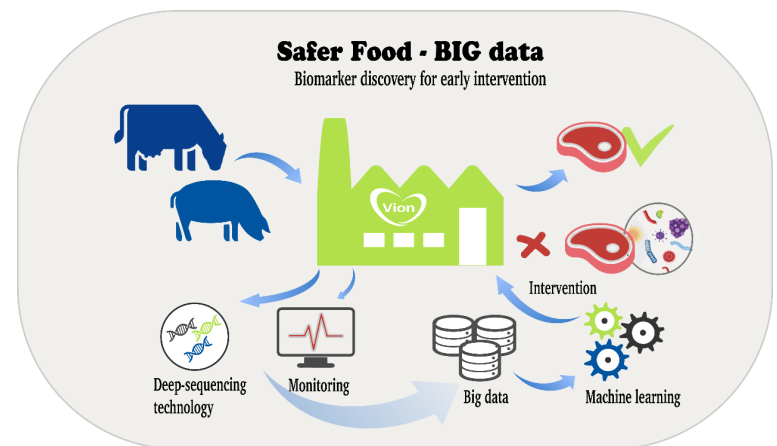 Safer Food - BIG data
Biomarker discovery for early intervention
Vion
Intervention
Deep-sequencing
technology
Monitoring
Big data
Machine learning